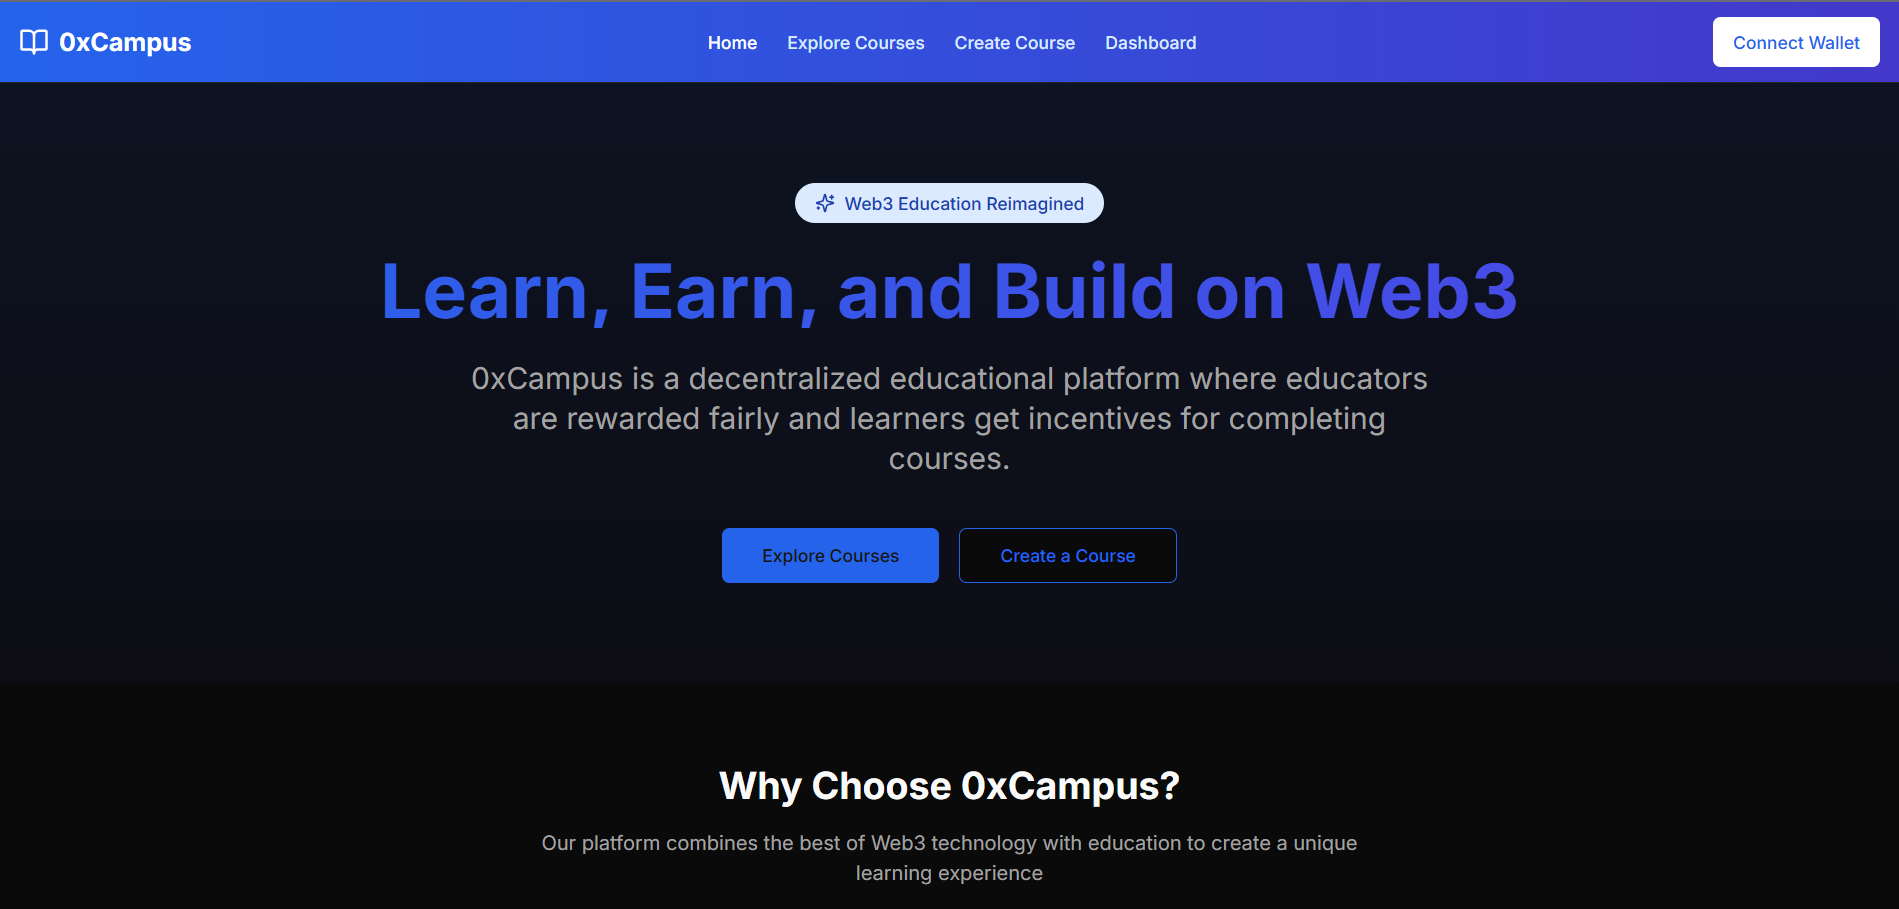 0xCampus
Home
Explore Courses
Create Course
Dashboard
Connect Wallet
Web3 Education Reimagined
Learn, Earn, and Build on Web3
0xCampus is a decentralized educational platform where educators
are rewarded fairly and learners get incentives for completing
courses.
Explore Courses
Create a Course
Why Choose 0xCampus?
Our platform combines the best of Web3 technology with education to create a unique
learning experience